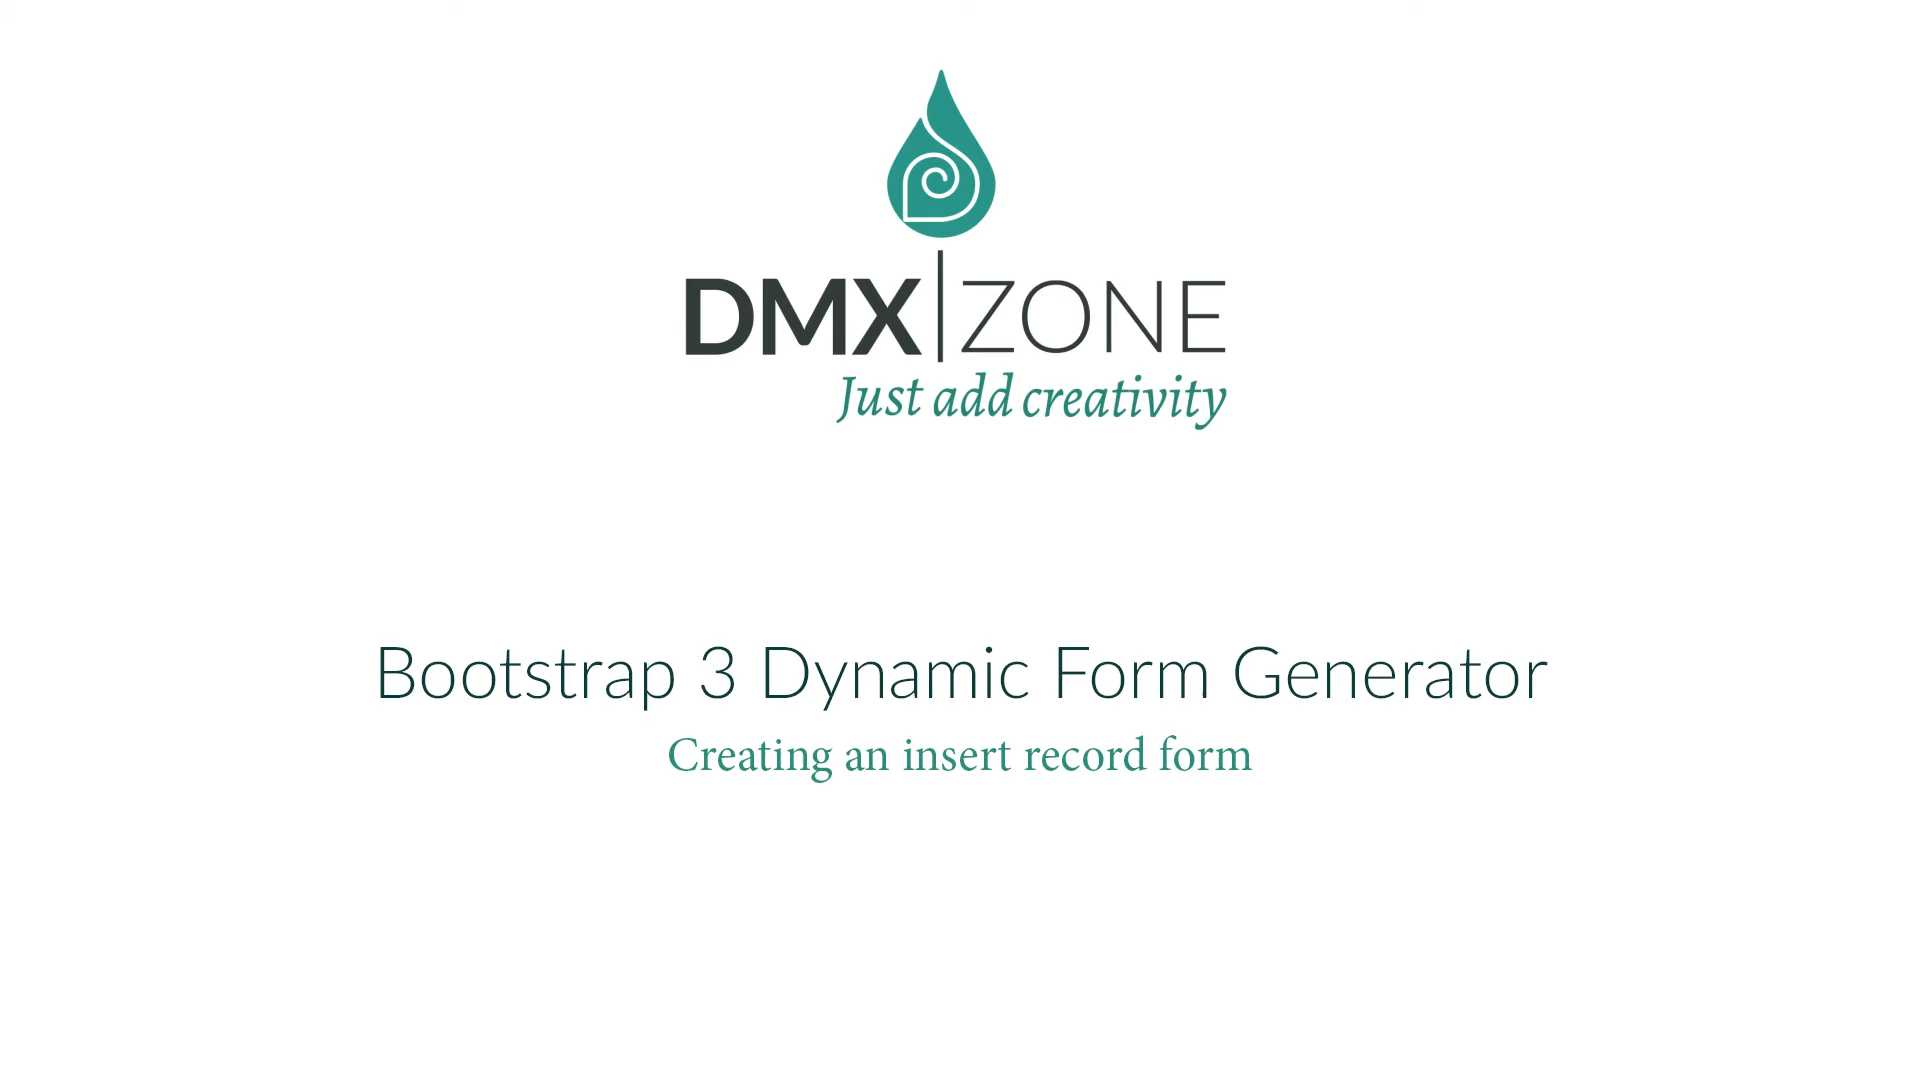 DMX|ZONE
Just add creativity
Bootstrap 3 Dynamic Form Generator
Creating an insert record form